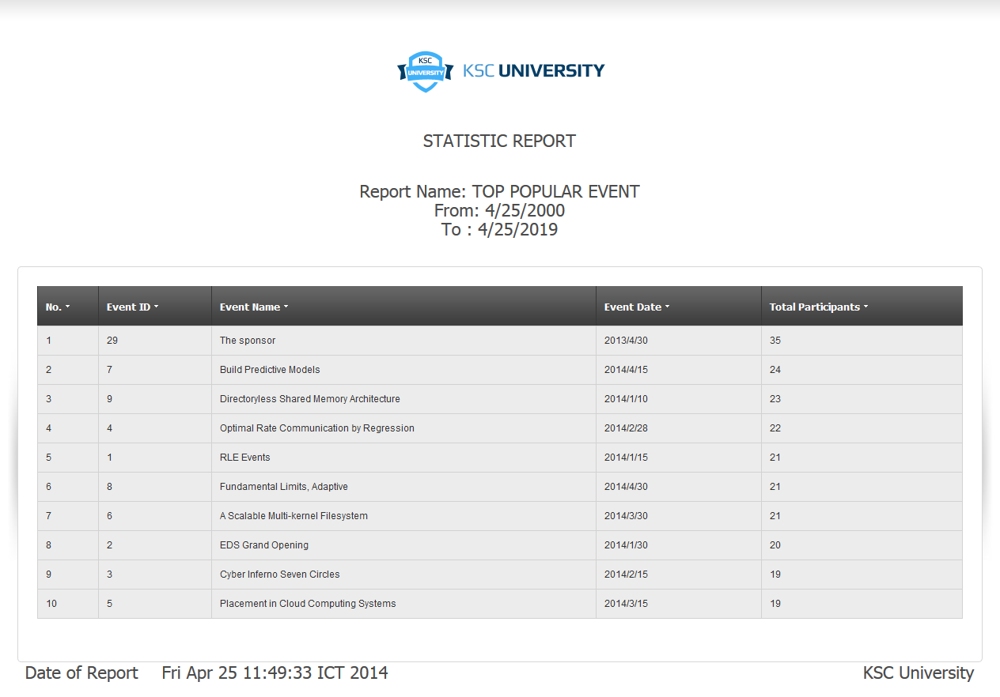 KSC
UNIVERSITY
KSC UNIVERSITY
STATISTIC REPORT
Report Name: TOP POPULAR EVENT
From: 4/25/2000
To : 4/25/2019
No. Event ID Event Name Event Date Total Participants
1 29 The sponsor 2013/4/30 35
2 7 Build Predictive Models 2014/4/15 24
3 9 Directoryless Shared Memory Architecture 2014/1/10 23
4 4 Optimal Rate Communication by Regression 2014/2/28 22
5 1 RLE Events 2014/1/15 21
6 8 Fundamental Limits, Adaptive 2014/4/30 21
7 6 A Scalable Multi-kernel Filesystem 2014/3/30 21
8 2 EDS Grand Opening 2014/1/30 20
9 3 Cyber Inferno Seven Circles 2014/2/15 19
10 5 Placement in Cloud Computing Systems 2014/3/15 19
Date of Report Fri Apr 25 11:49:33 ICT 2014 KSC University